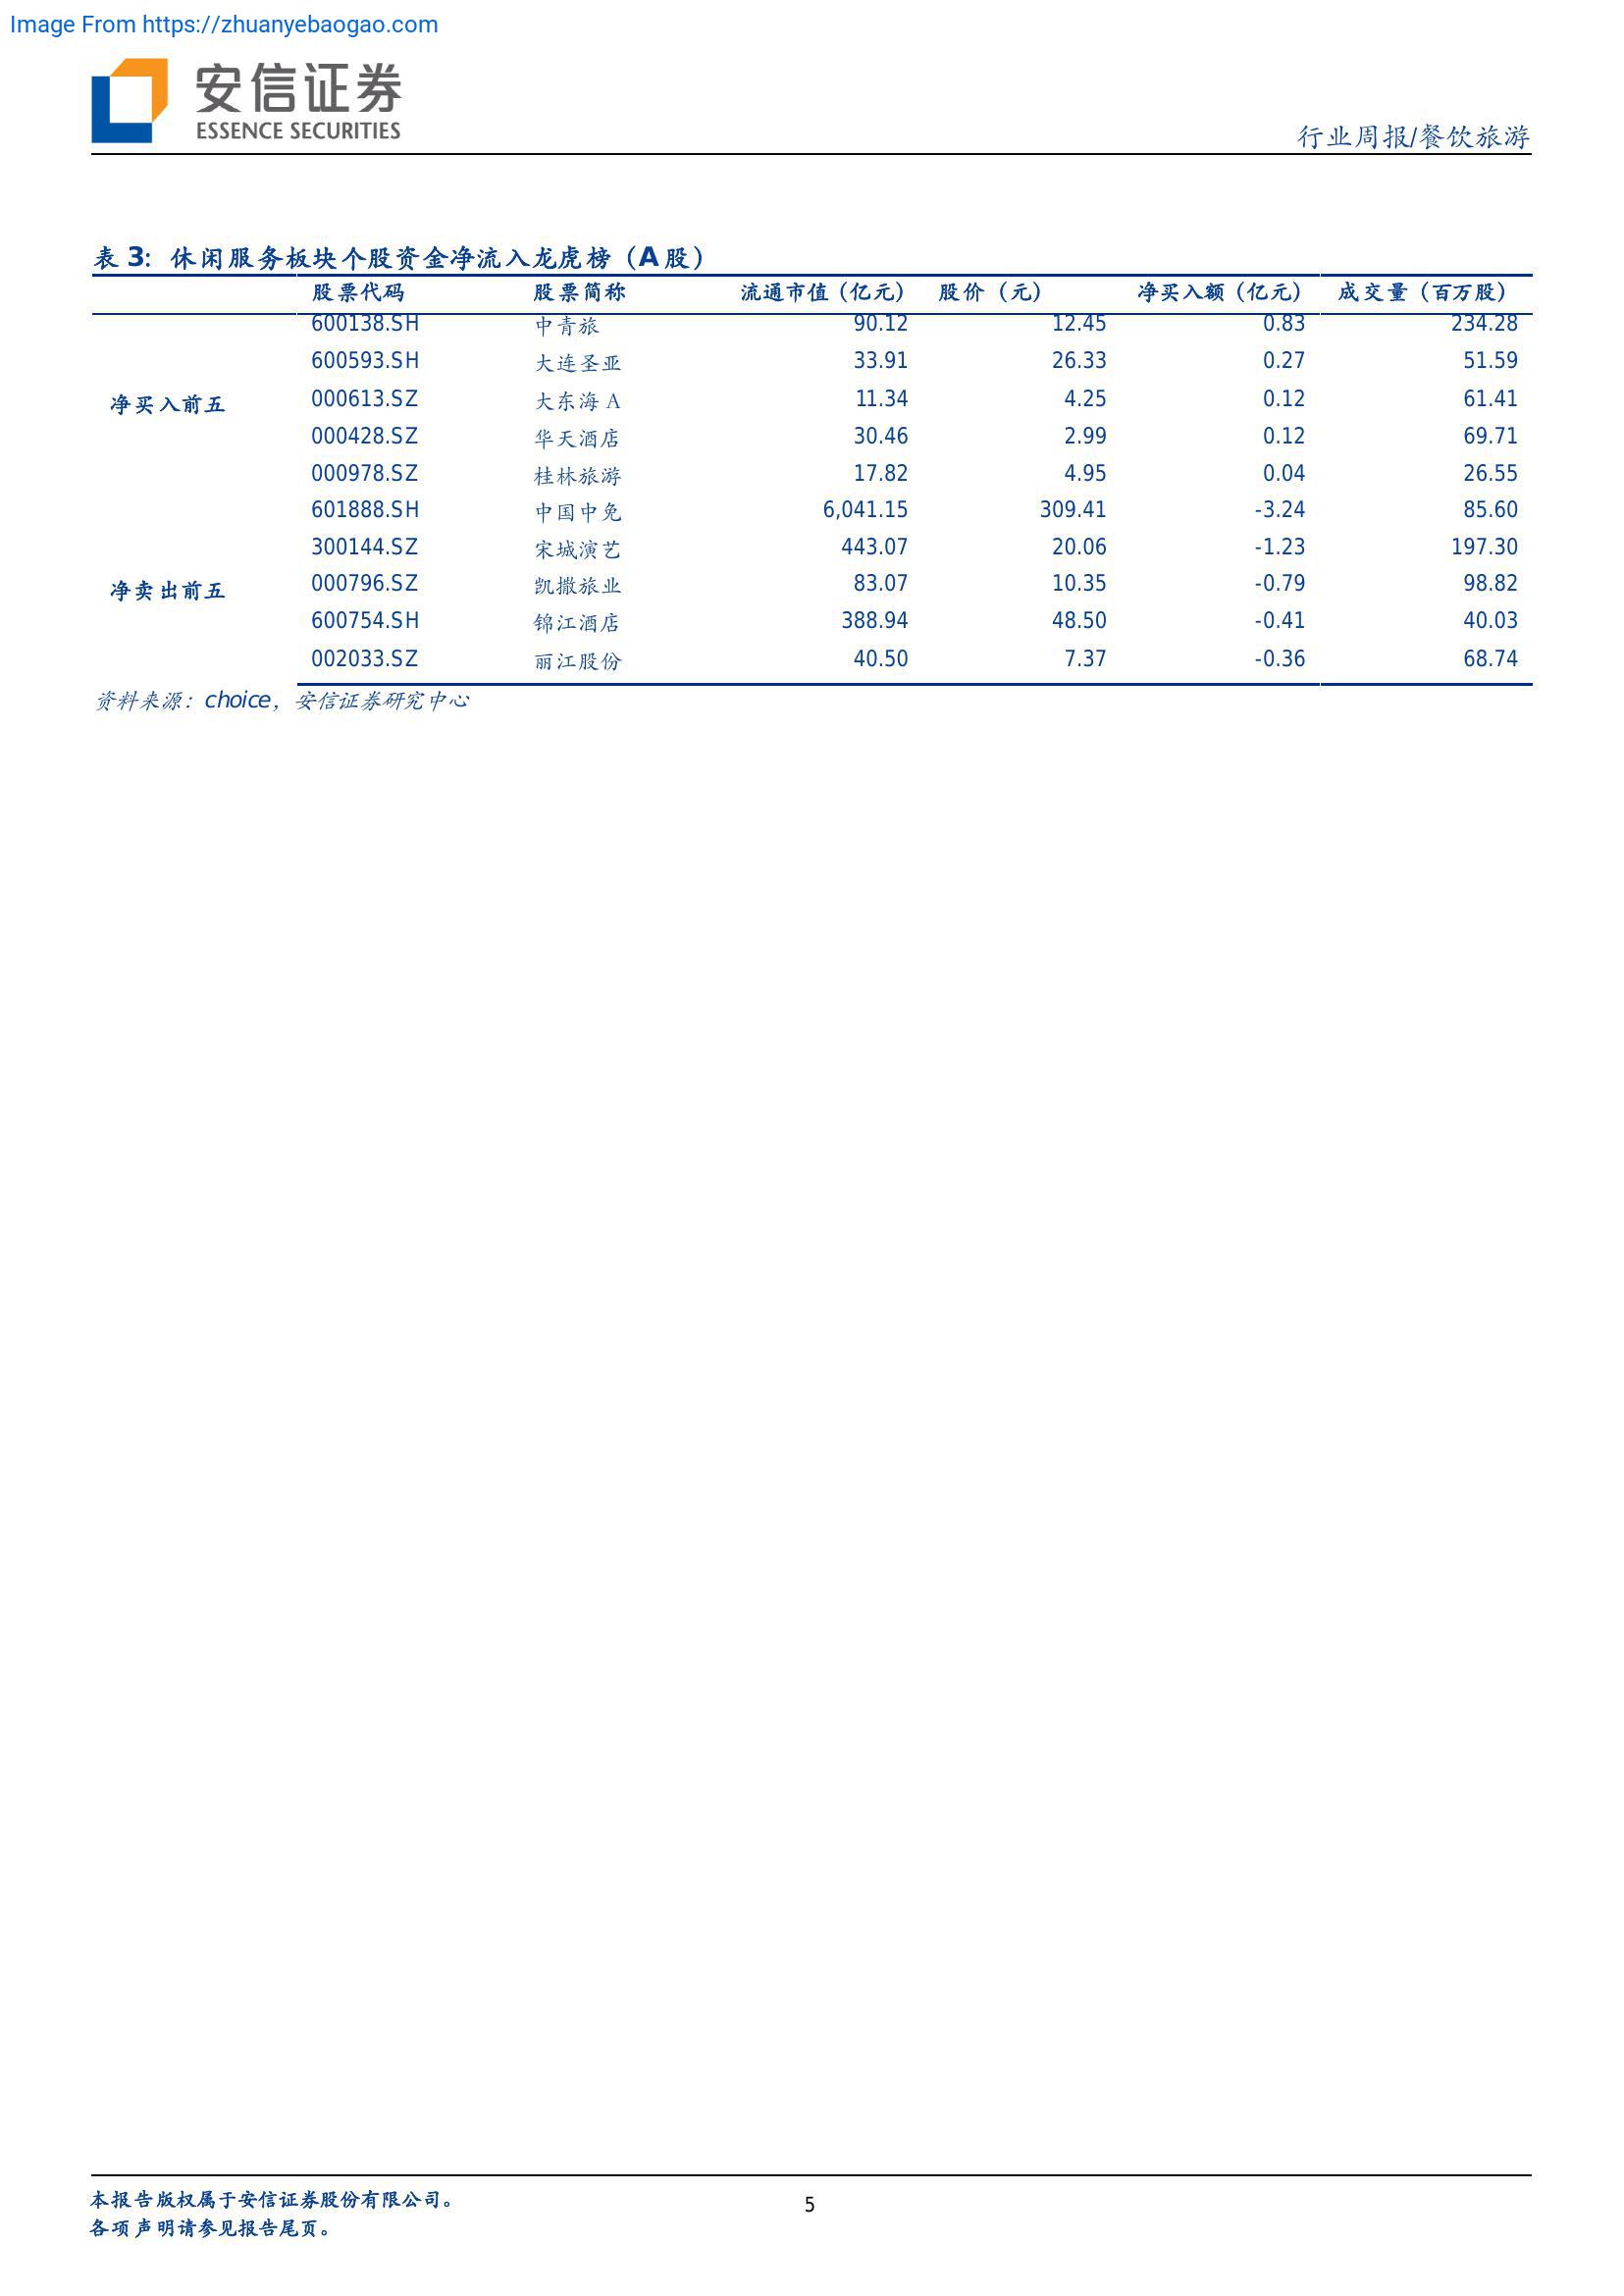 Image From https://zhuanyebaogao.com
安信证券
ESSENCE SECURITIES
行业周报/餐饮旅游
表 3：休闲服务板块个股资金净流入龙虎榜（A 股）
股票代码 股票简称 流通市值（亿元） 股价（元） 净买入额（亿元） 成交量（百万股）
600138.SH 中青旅 90.12 12.45 0.83 234.28
600593.SH 大连圣亚 33.91 26.33 0.27 51.59
净买入前五 000613.SZ 大东海 A 11.34 4.25 0.12 61.41
000428.SZ 华天酒店 30.46 2.99 0.12 69.71
000978.SZ 桂林旅游 17.82 4.95 0.04 26.55
601888.SH 中国中免 6,041.15 309.41 -3.24 85.60
300144.SZ 宋城演艺 443.07 20.06 -1.23 197.30
净卖出前五 000796.SZ 凯撒旅业 83.07 10.35 -0.79 98.82
600754.SH 锦江酒店 388.94 48.50 -0.41 40.03
002033.SZ 丽江股份 40.50 7.37 -0.36 68.74
资料来源：choice，安信证券研究中心
本报告版权属于安信证券股份有限公司。
各项声明请参见报告尾页。
5